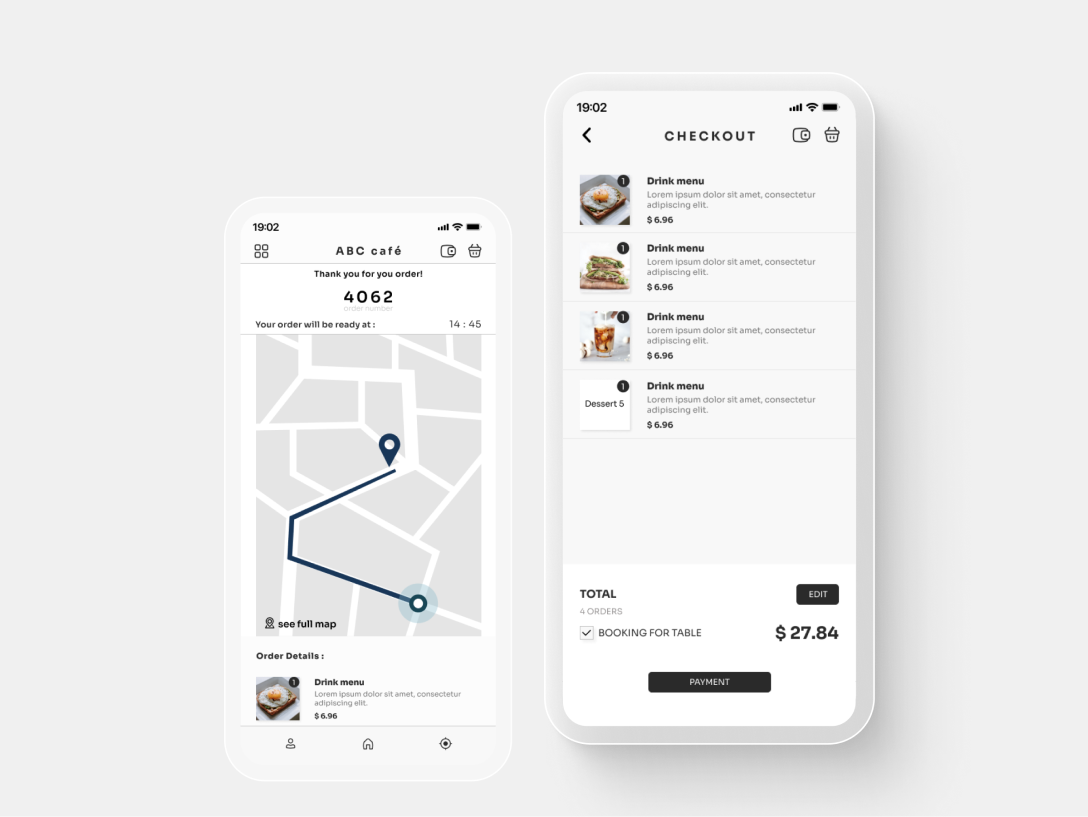 19:02
ABC café
Thank you for you order!
4062
order number
Your order will be ready at :
14 : 45
see full map
Order Details :
1
Drink menu
Lorem ipsum dolor sit amet, consectetur
adipiscing elit.
$ 6.96
19:02
CHECKOUT
1
Drink menu
Lorem ipsum dolor sit amet, consectetur
adipiscing elit.
$ 6.96
1
Drink menu
Lorem ipsum dolor sit amet, consectetur
adipiscing elit.
$ 6.96
1
Drink menu
Lorem ipsum dolor sit amet, consectetur
adipiscing elit.
$ 6.96
1
Dessert 5
Drink menu
Lorem ipsum dolor sit amet, consectetur
adipiscing elit.
$ 6.96
TOTAL
EDIT
4 ORDERS
BOOKING FOR TABLE
$ 27.84
PAYMENT